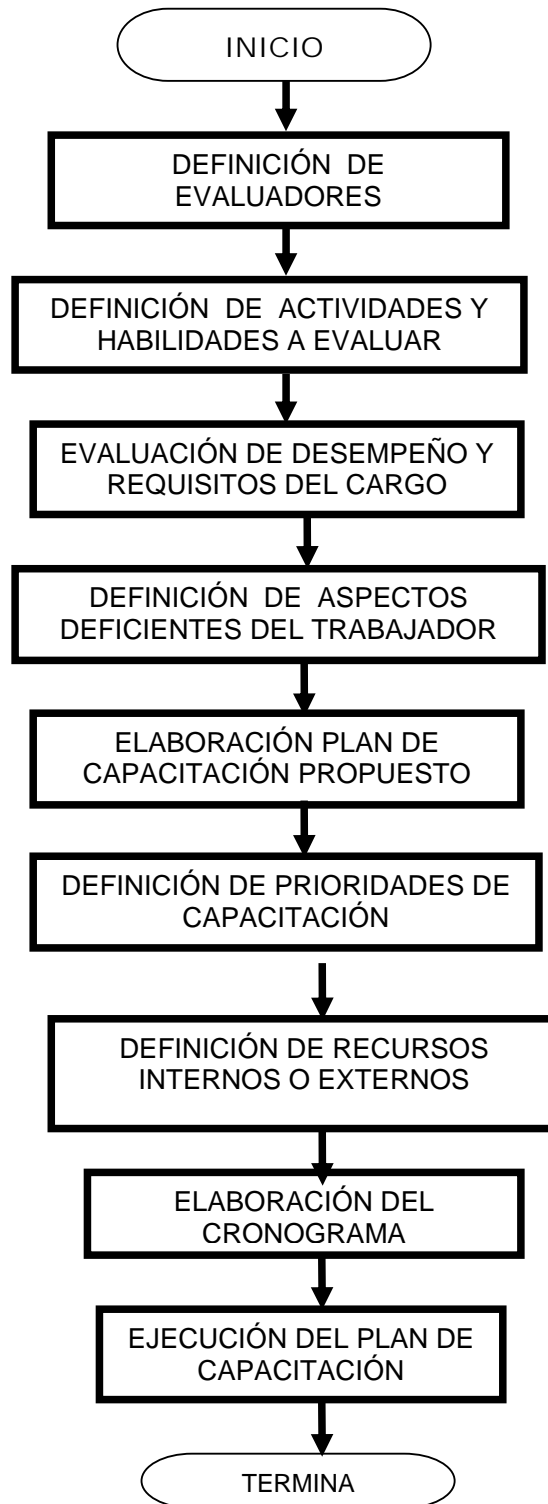 INICIO
DEFINICIÓN DE
EVALUADORES
DEFINICIÓN DE ACTIVIDADES Y
HABILIDADES A EVALUAR
EVALUACIÓN DE DESEMPEÑO Y
REQUISITOS DEL CARGO
DEFINICIÓN DE ASPECTOS
DEFICIENTES DEL TRABAJADOR
ELABORACIÓN PLAN DE
CAPACITACIÓN PROPUESTO
DEFINICIÓN DE PRIORIDADES DE
CAPACITACIÓN
DEFINICIÓN DE RECURSOS
INTERNOS O EXTERNOS
ELABORACIÓN DEL
CRONOGRAMA
EJECUCIÓN DEL PLAN DE
CAPACITACIÓN
TERMINA